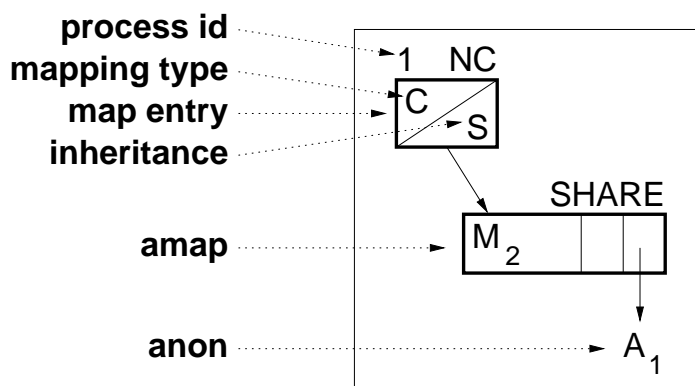 process id
1 NC
mapping type
C
map entry
S
inheritance
SHARE
amap
M2
anon
A1